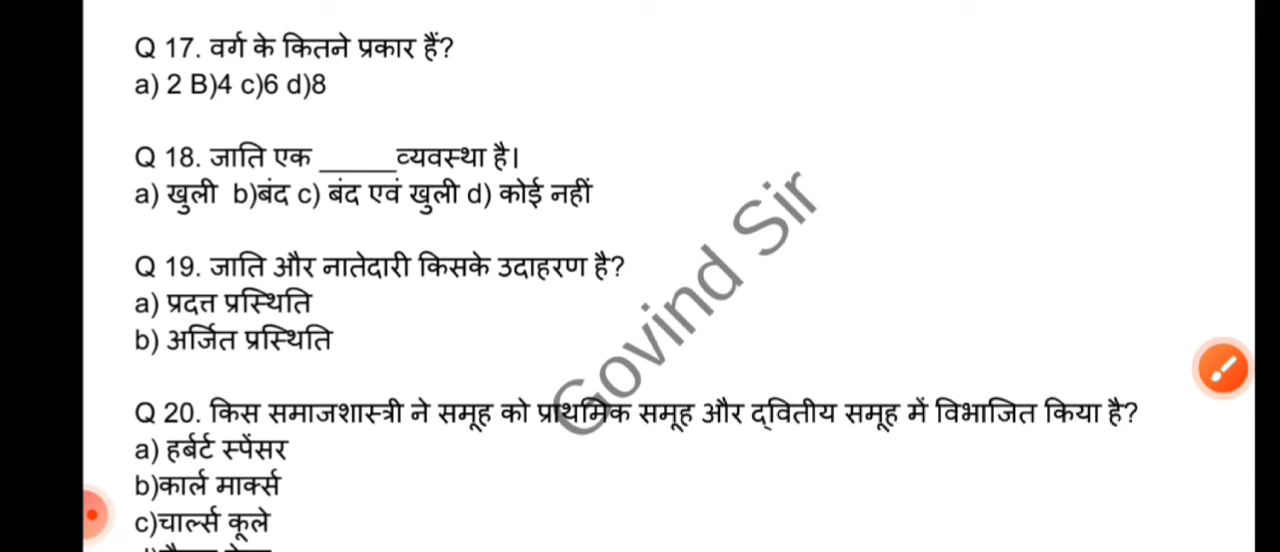 Q 17. वर्ग के कितने प्रकार हैं?
a) 2 B)4 c)6 d)8
Q 18. जाति एक _____व्यवस्था है।
a) खुली b)बंद c) बंद एवं खुली d) कोई नहीं
Q 19. जाति और नातेदारी किसके उदाहरण है?
a) प्रदत्त प्रस्थिति
b) अर्जित प्रस्थिति
Q 20. किस समाजशास्त्री ने समूह को प्राथमिक समूह और द्वितीय समूह में विभाजित किया है?
a) हर्बर्ट स्पेंसर
b)कार्ल मार्क्स
c)चार्ल्स कूले
Govind Sir